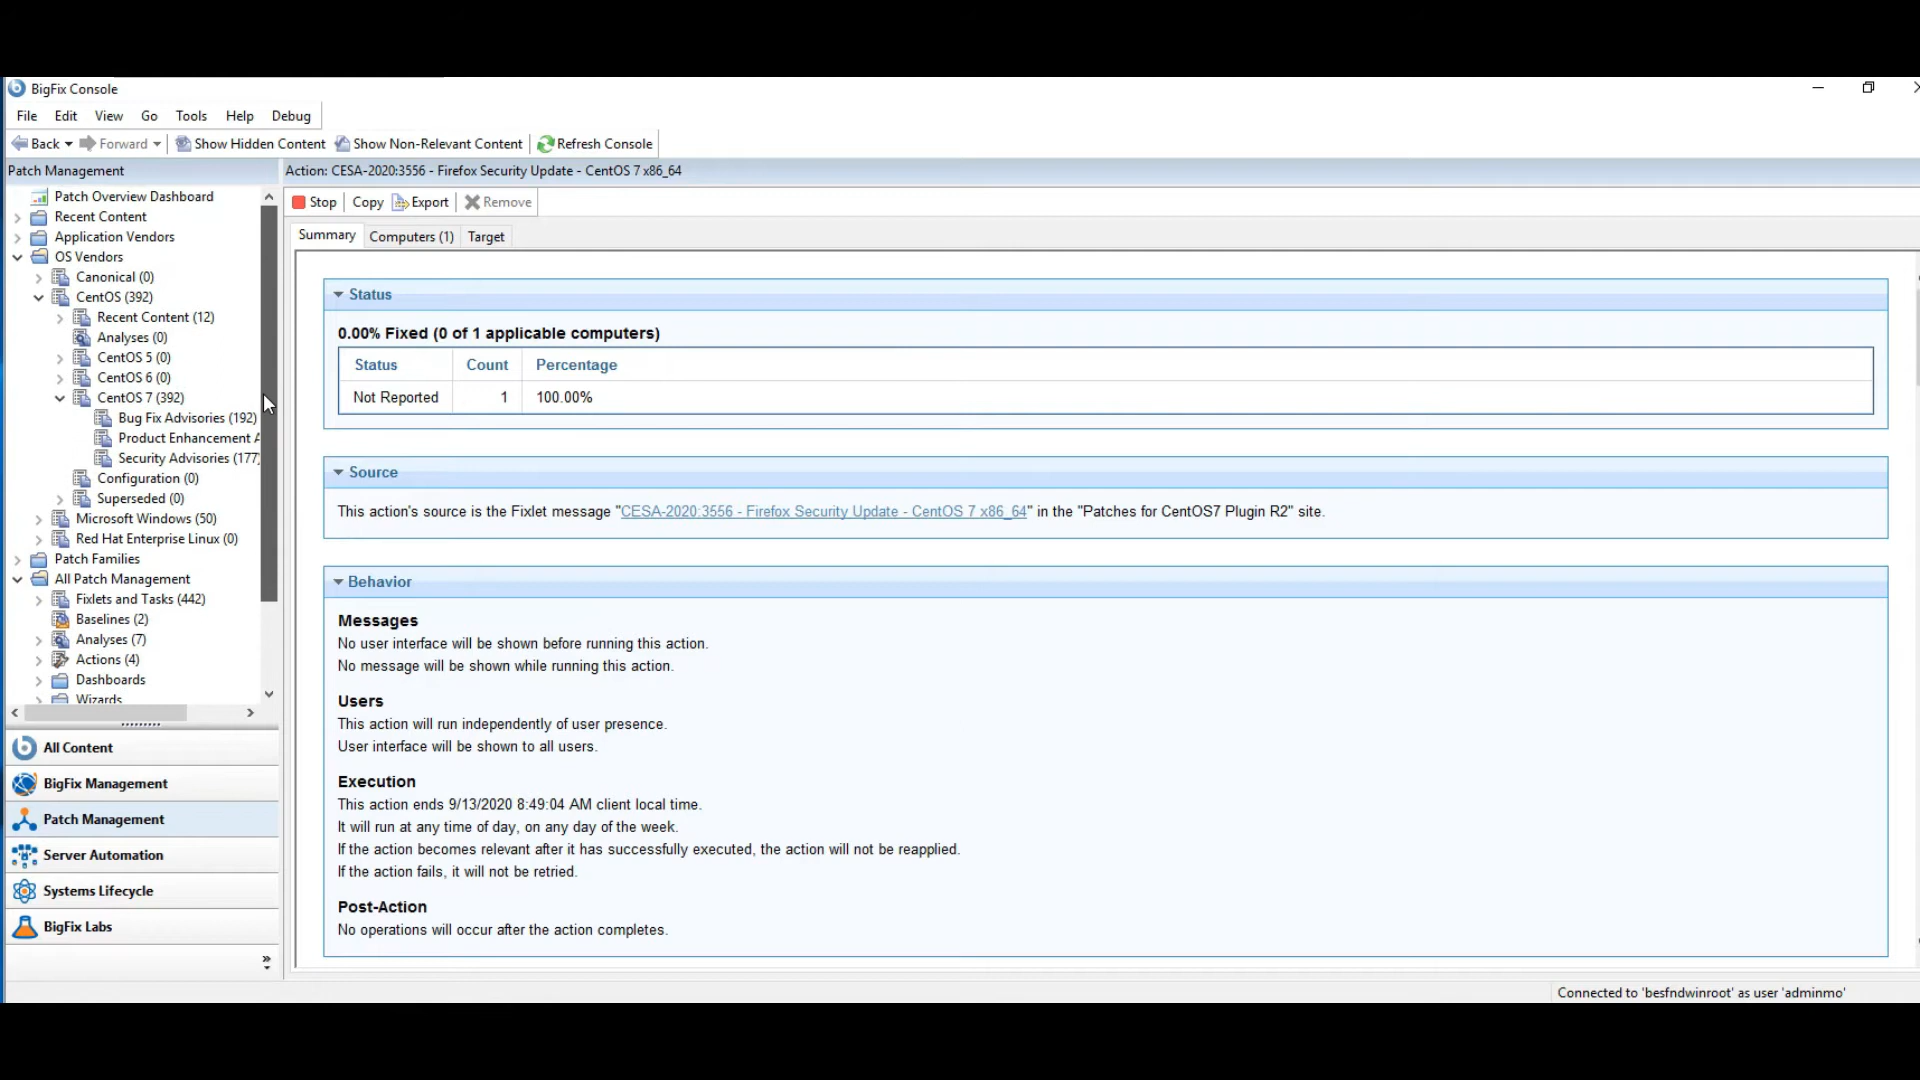 BigFix Console
File Edit View Go Tools Help Debug
Back Forward Show Hidden Content Show Non-Relevant Content Refresh Console
Patch Management
Action: CESA-2020:3556 - Firefox Security Update - CentOS 7 x86_64
Patch Overview Dashboard
Recent Content
Application Vendors
OS Vendors
Canonical (0)
CentOS (392)
Recent Content (12)
Analyses (0)
CentOS 5 (0)
CentOS 6 (0)
CentOS 7 (392)
Bug Fix Advisories (192)
Product Enhancement A
Security Advisories (177)
Configuration (0)
Superseded (0)
Microsoft Windows (50)
Red Hat Enterprise Linux (0)
Patch Families
All Patch Management
Fixlets and Tasks (442)
Baselines (2)
Analyses (7)
Actions (4)
Dashboards
Wizards
All Content
BigFix Management
Patch Management
Server Automation
Systems Lifecycle
BigFix Labs
Stop Copy Export Remove
Summary Computers (1) Target
Status
0.00% Fixed (0 of 1 applicable computers)
Status Count Percentage
Not Reported 1 100.00%
Source
This action's source is the Fixlet message "CESA-2020:3556 - Firefox Security Update - CentOS 7 x86_64" in the "Patches for CentOS7 Plugin R2" site.
Behavior
Messages
No user interface will be shown before running this action.
No message will be shown while running this action.
Users
This action will run independently of user presence.
User interface will be shown to all users.
Execution
This action ends 9/13/2020 8:49:04 AM client local time.
It will run at any time of day, on any day of the week.
If the action becomes relevant after it has successfully executed, the action will not be reapplied.
If the action fails, it will not be retried.
Post-Action
No operations will occur after the action completes.
Connected to 'besfndwinroot' as user 'adminmo'